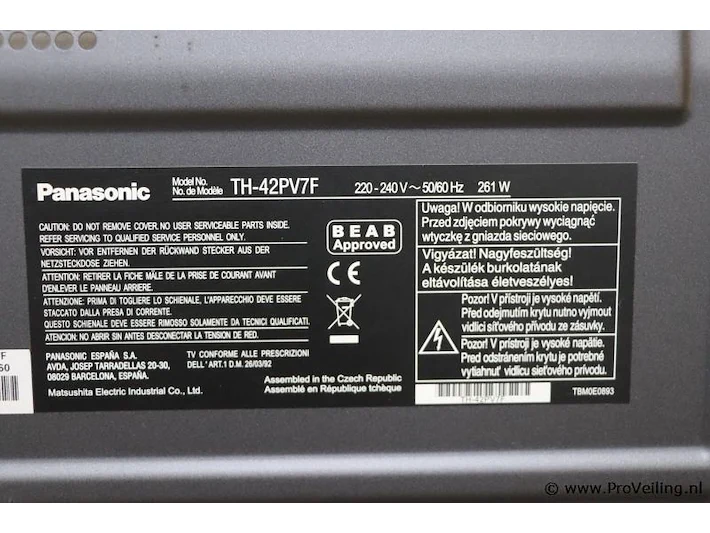 Panasonic
Model No.
No. de Modèle
TH-42PV7F
220 - 240 V ~ 50/60 Hz 261 W
CAUTION: DO NOT REMOVE COVER. NO USER SERVICEABLE PARTS INSIDE.
REFER SERVICING TO QUALIFIED SERVICE PERSONNEL ONLY.
VORSICHT: VOR ENTFERNEN DER RÜCKWAND STECKER AUS DER
NETZSTECKDOSE ZIEHEN.
ATTENTION: RETIRER LA FICHE MÂLE DE LA PRISE DE COURANT AVANT
D'ENLEVER LE PANNEAU ARRIERE.
ATTENZIONE: PRIMA DI TOGLIERE LO SCHIENALE, L'APPARECCHIO DEVE ESSERE
STACCATO DALLA PRESA DI CORRENTE.
QUESTO SCHIENALE DEVE ESSERE RIMOSSO SOLAMENTE DA TECNICI QUALIFICATI.
ATENCION: NO ABRIR SIN ANTES DESCONECTAR LA TENSION DE RED.
PANASONIC ESPAÑA S.A.
AVDA, JOSEP TARRADELLAS 20-30,
08029 BARCELONA, ESPAÑA.
TV CONFORME ALLE PRESCRIZIONI
DELL'ART.1 D.M. 26/03/92
Matsushita Electric Industrial Co., Ltd.
Assembled in the Czech Republic
Assemblé en République tchèque
BEAB
Approved
CE
Uwaga! W odbiorniku wysokie napięcie.
Przed zdjęciem pokrywy wyciągnąć
wtyczkę z gniazda sieciowego.
Vigyázat! Nagyfeszültség!
A készülék burkolatának
eltávolítása életveszélyes!
Pozor! V přístroji je vysoké napětí.
Před odejmutím krytu nutno vyjmout
vidlici síťového přívodu ze zásuvky.
Pozor! V prístroji je vysoké napätie.
Pred odstránením krytu je potrebné
vytiahnuť vidlicu sieťového prívodu.
TH-42PV7F
TBM0E0893
F
60
© www.ProVeiling.nl